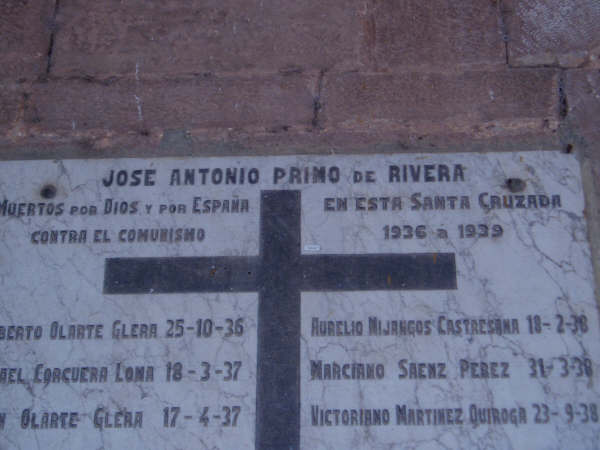 JOSE ANTONIO PRIMO DE RIVERA
MUERTOS POR DIOS Y POR ESPAÑA EN ESTA SANTA CRUZADA
CONTRA EL COMUNISMO 1936 a 1939
OLARTE GLERA 25-10-36 AURELIO MIJANGOS CASTRESANA 18-2-38
CORCUERA LOMA 18-3-37 MARCIANO SAENZ PEREZ 31-3-38
OLARTE GLERA 17-4-37 VICTORIANO MARTINEZ QUIROGA 23-9-38